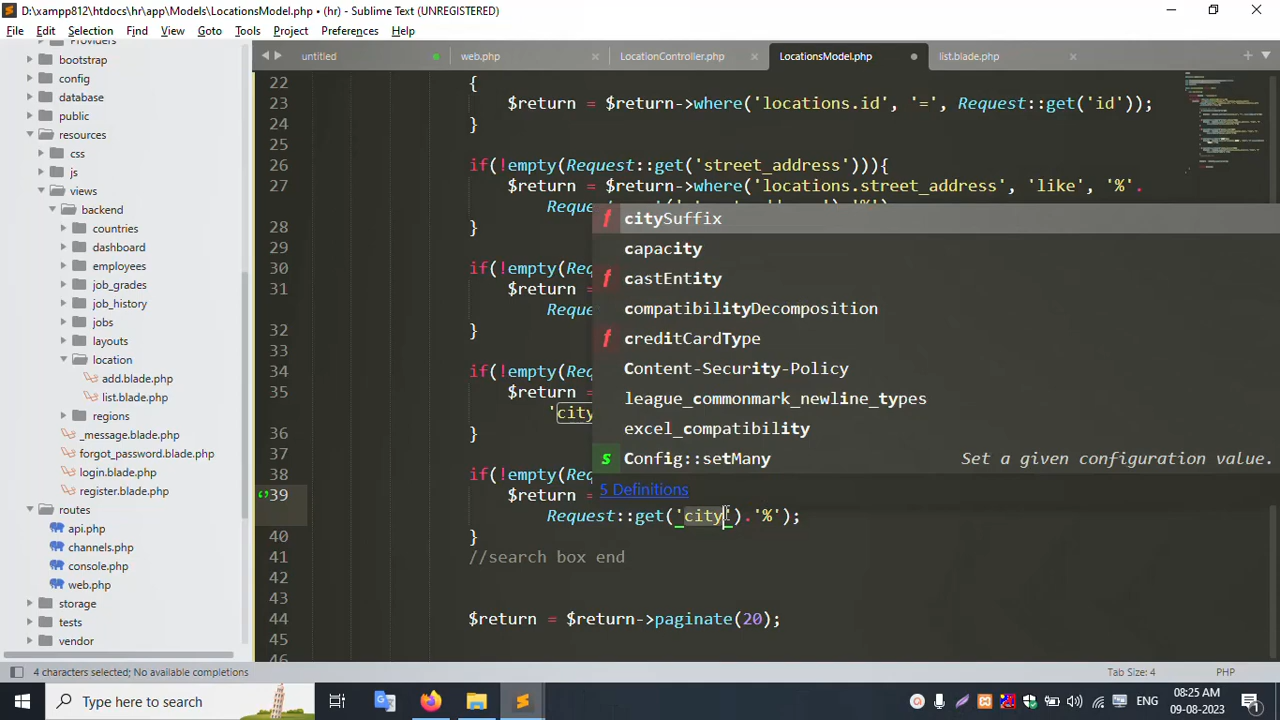 D:\xampp812\htdocs\hr\app\Models\LocationsModel.php • (hr) - Sublime Text (UNREGISTERED)
File Edit Selection Find View Goto Tools Project Preferences Help
Providers
bootstrap
config
database
public
resources
css
js
views
backend
countries
dashboard
employees
job_grades
job_history
jobs
layouts
location
add.blade.php
list.blade.php
regions
_message.blade.php
forgot_password.blade.php
login.blade.php
register.blade.php
routes
api.php
channels.php
console.php
web.php
storage
tests
vendor
untitled web.php LocationController.php LocationsModel.php list.blade.php
22 {
23 $return = $return->where('locations.id', '=', Request::get('id'));
24 }
25
26 if(!empty(Request::get('street_address'))){
27 $return = $return->where('locations.street_address', 'like', '%'.
Reque
28 }
29
30 if(!empty(Req
31 $return =
Reque
32 }
33
34 if(!empty(Req
35 $return =
'city
36 }
37
38 if(!empty(Req
39 $return =
Request::get('city').'%');
40 }
41 //search box end
42
43
44 $return = $return->paginate(20);
45
46
citySuffix
capacity
castEntity
compatibilityDecomposition
creditCardType
Content-Security-Policy
league_commonmark_newline_types
excel_compatibility
Config::setMany Set a given configuration value.
5 Definitions
4 characters selected; No available completions Tab Size: 4 PHP
Type here to search
ENG
08:25 AM
09-08-2023
1